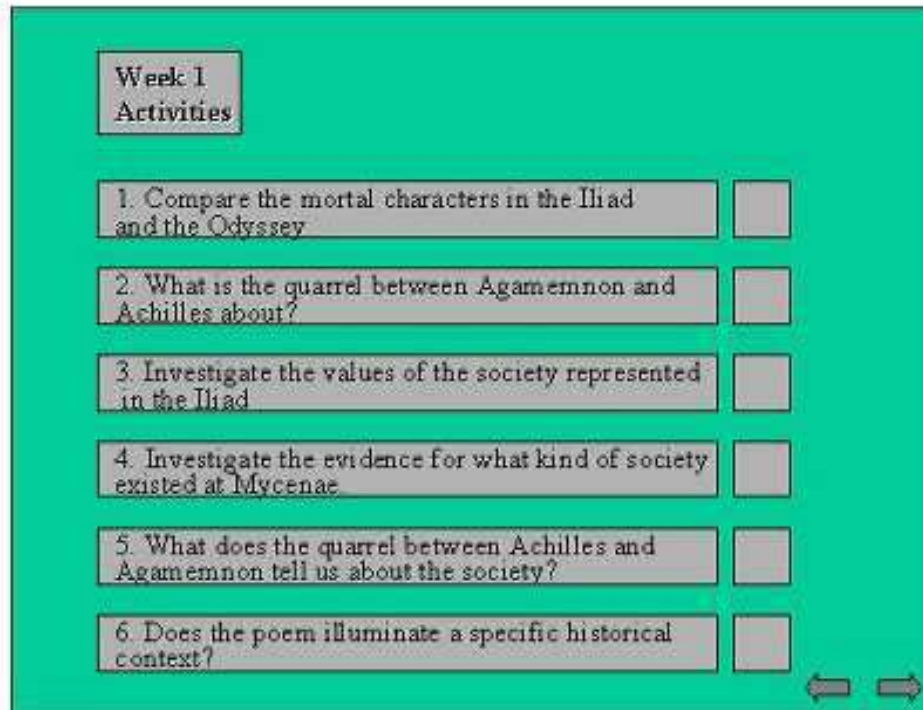 Week 1
Activities
1. Compare the mortal characters in the Iliad
and the Odyssey
2. What is the quarrel between Agamemnon and
Achilles about?
3. Investigate the values of the society represented
in the Iliad
4. Investigate the evidence for what kind of society
existed at Mycenae.
5. What does the quarrel between Achilles and
Agamemnon tell us about the society?
6. Does the poem illuminate a specific historical
context?